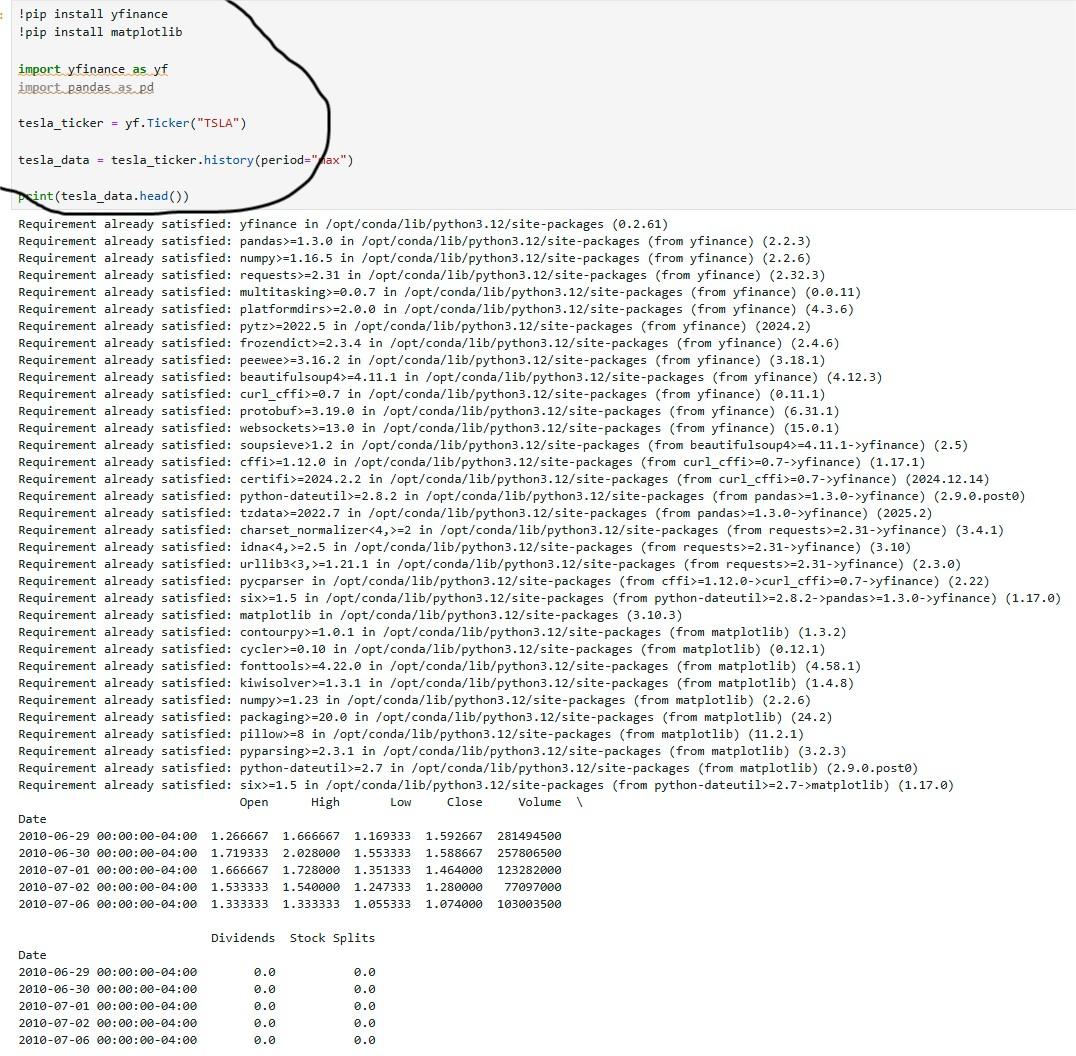 !pip install yfinance
!pip install matplotlib
import yfinance as yf
import pandas as pd
tesla_ticker = yf.Ticker("TSLA")
tesla_data = tesla_ticker.history(period="max")
print(tesla_data.head())
Requirement already satisfied: yfinance in /opt/conda/lib/python3.12/site-packages (0.2.61)
Requirement already satisfied: pandas>=1.3.0 in /opt/conda/lib/python3.12/site-packages (from yfinance) (2.2.3)
Requirement already satisfied: numpy>=1.16.5 in /opt/conda/lib/python3.12/site-packages (from yfinance) (2.2.6)
Requirement already satisfied: requests>=2.31 in /opt/conda/lib/python3.12/site-packages (from yfinance) (2.32.3)
Requirement already satisfied: multitasking>=0.0.7 in /opt/conda/lib/python3.12/site-packages (from yfinance) (0.0.11)
Requirement already satisfied: platformdirs>=2.0.0 in /opt/conda/lib/python3.12/site-packages (from yfinance) (4.3.6)
Requirement already satisfied: pytz>=2022.5 in /opt/conda/lib/python3.12/site-packages (from yfinance) (2024.2)
Requirement already satisfied: frozendict>=2.3.4 in /opt/conda/lib/python3.12/site-packages (from yfinance) (2.4.6)
Requirement already satisfied: peewee>=3.16.2 in /opt/conda/lib/python3.12/site-packages (from yfinance) (3.18.1)
Requirement already satisfied: beautifulsoup4>=4.11.1 in /opt/conda/lib/python3.12/site-packages (from yfinance) (4.12.3)
Requirement already satisfied: curl_cffi>=0.7 in /opt/conda/lib/python3.12/site-packages (from yfinance) (0.11.1)
Requirement already satisfied: protobuf>=3.19.0 in /opt/conda/lib/python3.12/site-packages (from yfinance) (6.31.1)
Requirement already satisfied: websockets>=13.0 in /opt/conda/lib/python3.12/site-packages (from yfinance) (15.0.1)
Requirement already satisfied: soupsieve>1.2 in /opt/conda/lib/python3.12/site-packages (from beautifulsoup4>=4.11.1->yfinance) (2.5)
Requirement already satisfied: cffi>=1.12.0 in /opt/conda/lib/python3.12/site-packages (from curl_cffi>=0.7->yfinance) (1.17.1)
Requirement already satisfied: certifi>=2024.2.2 in /opt/conda/lib/python3.12/site-packages (from curl_cffi>=0.7->yfinance) (2024.12.14)
Requirement already satisfied: python-dateutil>=2.8.2 in /opt/conda/lib/python3.12/site-packages (from pandas>=1.3.0->yfinance) (2.9.0.post0)
Requirement already satisfied: tzdata>=2022.7 in /opt/conda/lib/python3.12/site-packages (from pandas>=1.3.0->yfinance) (2025.2)
Requirement already satisfied: charset_normalizer<4,>=2 in /opt/conda/lib/python3.12/site-packages (from requests>=2.31->yfinance) (3.4.1)
Requirement already satisfied: idna<4,>=2.5 in /opt/conda/lib/python3.12/site-packages (from requests>=2.31->yfinance) (3.10)
Requirement already satisfied: urllib3<3,>=1.21.1 in /opt/conda/lib/python3.12/site-packages (from requests>=2.31->yfinance) (2.3.0)
Requirement already satisfied: pycparser in /opt/conda/lib/python3.12/site-packages (from cffi>=1.12.0->curl_cffi>=0.7->yfinance) (2.22)
Requirement already satisfied: six>=1.5 in /opt/conda/lib/python3.12/site-packages (from python-dateutil>=2.8.2->pandas>=1.3.0->yfinance) (1.17.0)
Requirement already satisfied: matplotlib in /opt/conda/lib/python3.12/site-packages (3.10.3)
Requirement already satisfied: contourpy>=1.0.1 in /opt/conda/lib/python3.12/site-packages (from matplotlib) (1.3.2)
Requirement already satisfied: cycler>=0.10 in /opt/conda/lib/python3.12/site-packages (from matplotlib) (0.12.1)
Requirement already satisfied: fonttools>=4.22.0 in /opt/conda/lib/python3.12/site-packages (from matplotlib) (4.58.1)
Requirement already satisfied: kiwisolver>=1.3.1 in /opt/conda/lib/python3.12/site-packages (from matplotlib) (1.4.8)
Requirement already satisfied: numpy>=1.23 in /opt/conda/lib/python3.12/site-packages (from matplotlib) (2.2.6)
Requirement already satisfied: packaging>=20.0 in /opt/conda/lib/python3.12/site-packages (from matplotlib) (24.2)
Requirement already satisfied: pillow>=8 in /opt/conda/lib/python3.12/site-packages (from matplotlib) (11.2.1)
Requirement already satisfied: pyparsing>=2.3.1 in /opt/conda/lib/python3.12/site-packages (from matplotlib) (3.2.3)
Requirement already satisfied: python-dateutil>=2.7 in /opt/conda/lib/python3.12/site-packages (from matplotlib) (2.9.0.post0)
Requirement already satisfied: six>=1.5 in /opt/conda/lib/python3.12/site-packages (from python-dateutil>=2.7->matplotlib) (1.17.0)
Open High Low Close Volume \
Date
2010-06-29 00:00:00-04:00 1.266667 1.666667 1.169333 1.592667 281494500
2010-06-30 00:00:00-04:00 1.719333 2.028000 1.553333 1.588667 257806500
2010-07-01 00:00:00-04:00 1.666667 1.728000 1.351333 1.464000 123282000
2010-07-02 00:00:00-04:00 1.533333 1.540000 1.247333 1.280000 77097000
2010-07-06 00:00:00-04:00 1.333333 1.333333 1.055333 1.074000 103003500
Dividends Stock Splits
Date
2010-06-29 00:00:00-04:00 0.0 0.0
2010-06-30 00:00:00-04:00 0.0 0.0
2010-07-01 00:00:00-04:00 0.0 0.0
2010-07-02 00:00:00-04:00 0.0 0.0
2010-07-06 00:00:00-04:00 0.0 0.0